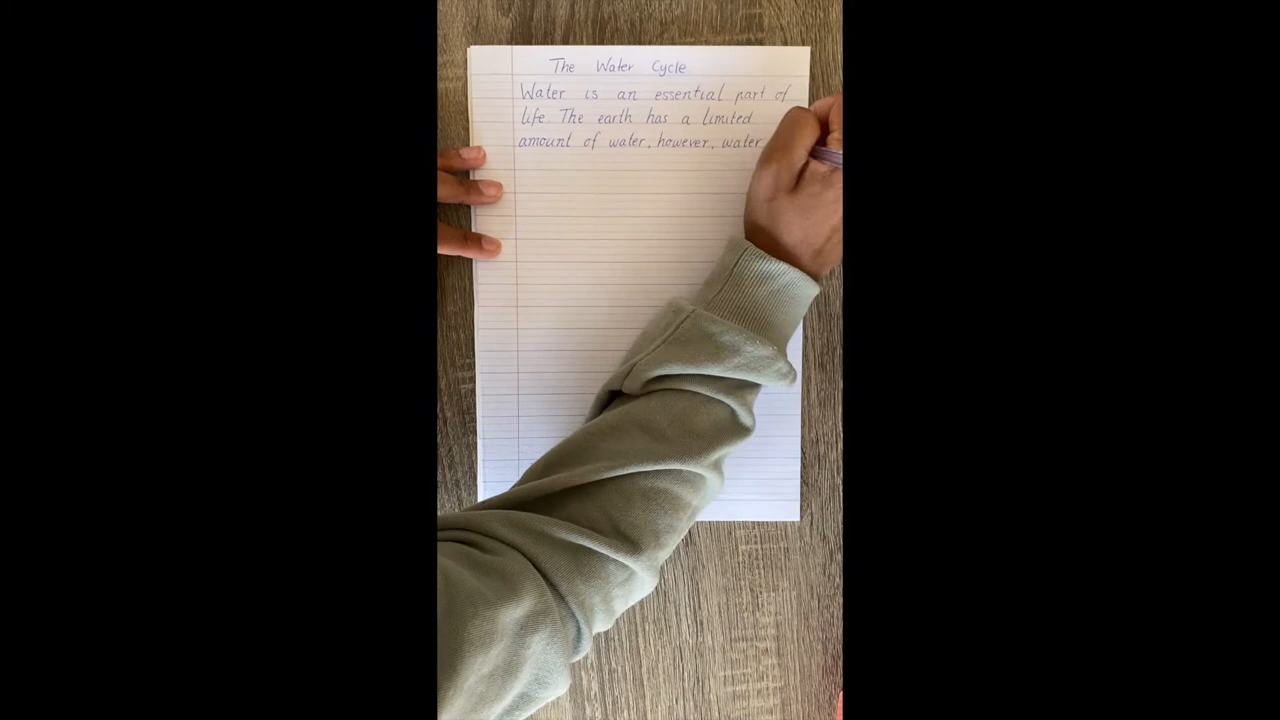 The Water Cycle
Water is an essential part of
life. The earth has a limited
amount of water, however, water